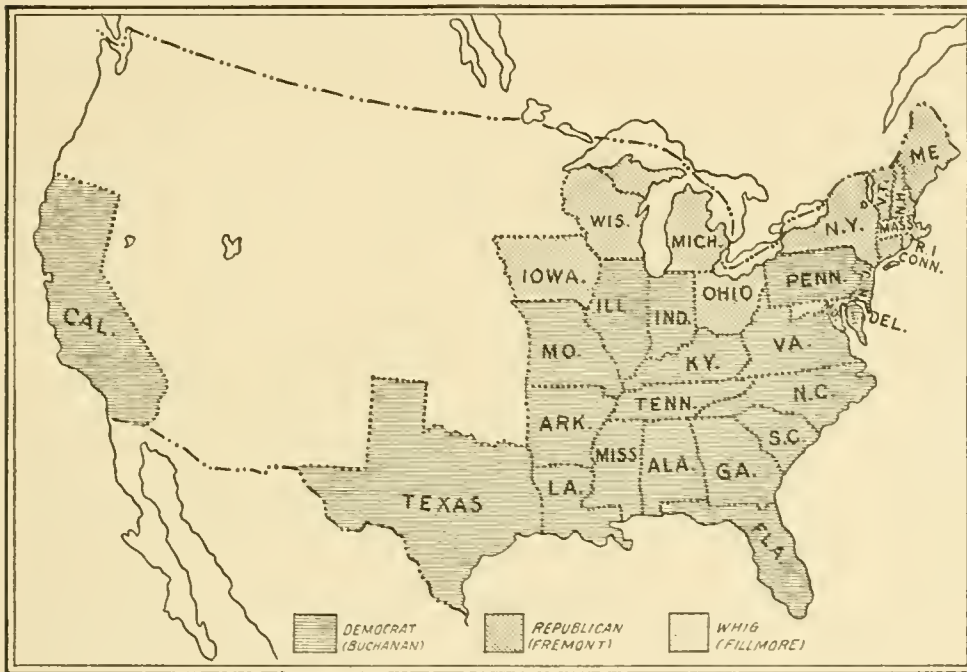 ME
V.T.
N.H.
WIS.
N.Y.
MASS.
MICH.
R.I
CONN.
IOWA.
OHIO
PENN.
N.J.
ILL
IND.
DEL.
CAL.
VA.
MO.
KY.
N.C.
TENN.
ARK.
S.C.
MISS
ALA.
GA.
LA.
TEXAS
FLA.
DEMOCRAT
(BUCHANAN)
REPUBLICAN
(FREMONT)
WHIG
(FILLMORE)